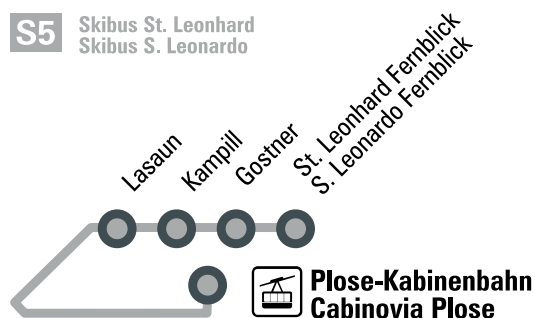 S5
Skibus St. Leonhard
Skibus S. Leonardo
Lasaun
Kampill
Gostner
St. Leonhard Fernblick
S. Leonardo Fernblick
Plose-Kabinenbahn
Cabinovia Plose